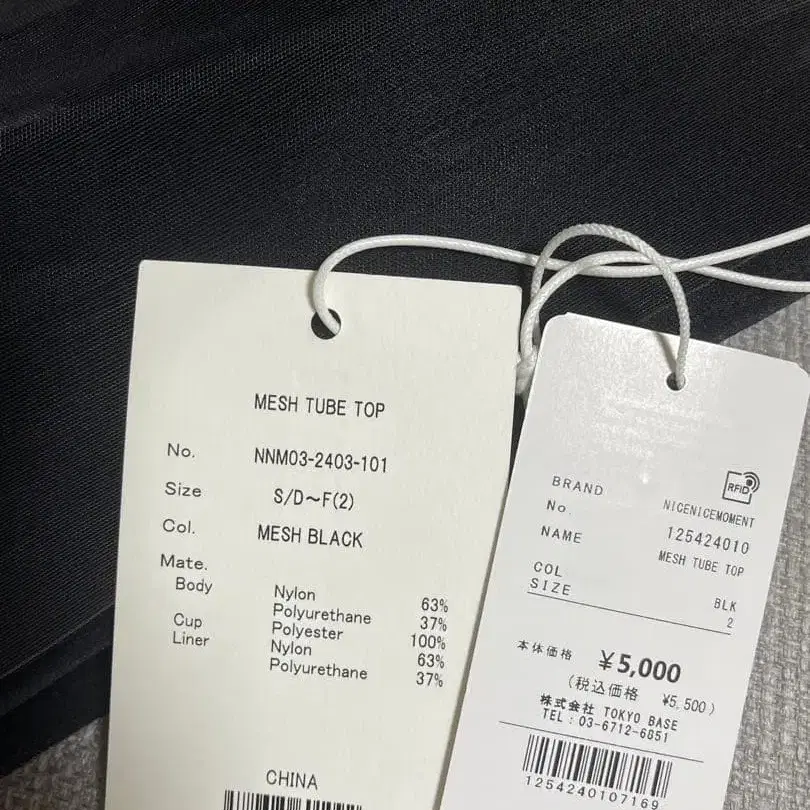 MESH TUBE TOP
No. NNM03-2403-101
Size S/D～F(2)
Col. MESH BLACK
Mate.
Body Nylon 63%
Polyurethane 37%
Cup Polyester 100%
Liner Nylon 63%
Polyurethane 37%
CHINA
RFID
BRAND NICENICEMOMENT
No. 125424010
NAME MESH TUBE TOP
COL BLK
SIZE 2
本体価格 ¥5,000
(税込価格 ¥5,500)
株式会社 TOKYO BASE
TEL:03-6712-6851
1254240107169